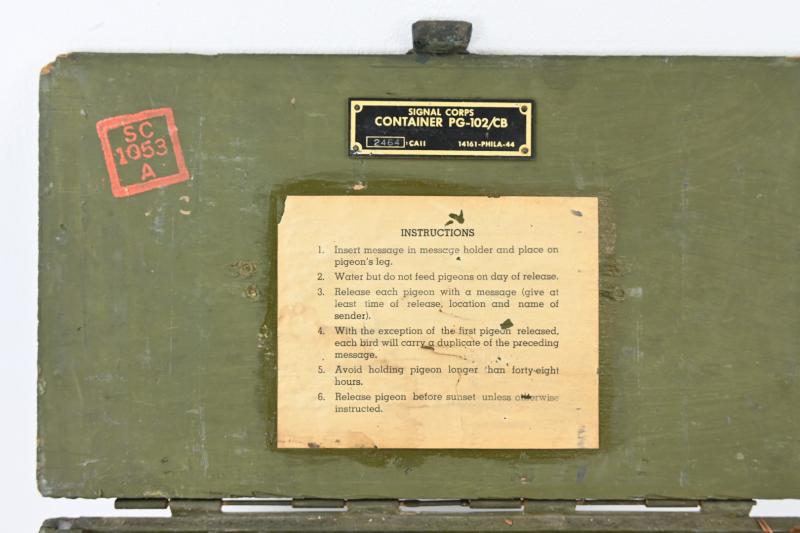 SIGNAL CORPS
CONTAINER PG-102/CB
2464 CA11 14161-PHILA-44
SC
1053
A
INSTRUCTIONS
1. Insert message in message holder and place on
pigeon's leg.
2. Water but do not feed pigeons on day of release.
3. Release each pigeon with a message (give at
least time of release, location and name of
sender).
4. With the exception of the first pigeon released,
each bird will carry a duplicate of the preceding
message.
5. Avoid holding pigeon longer than forty-eight
hours.
6. Release pigeon before sunset unless otherwise
instructed.